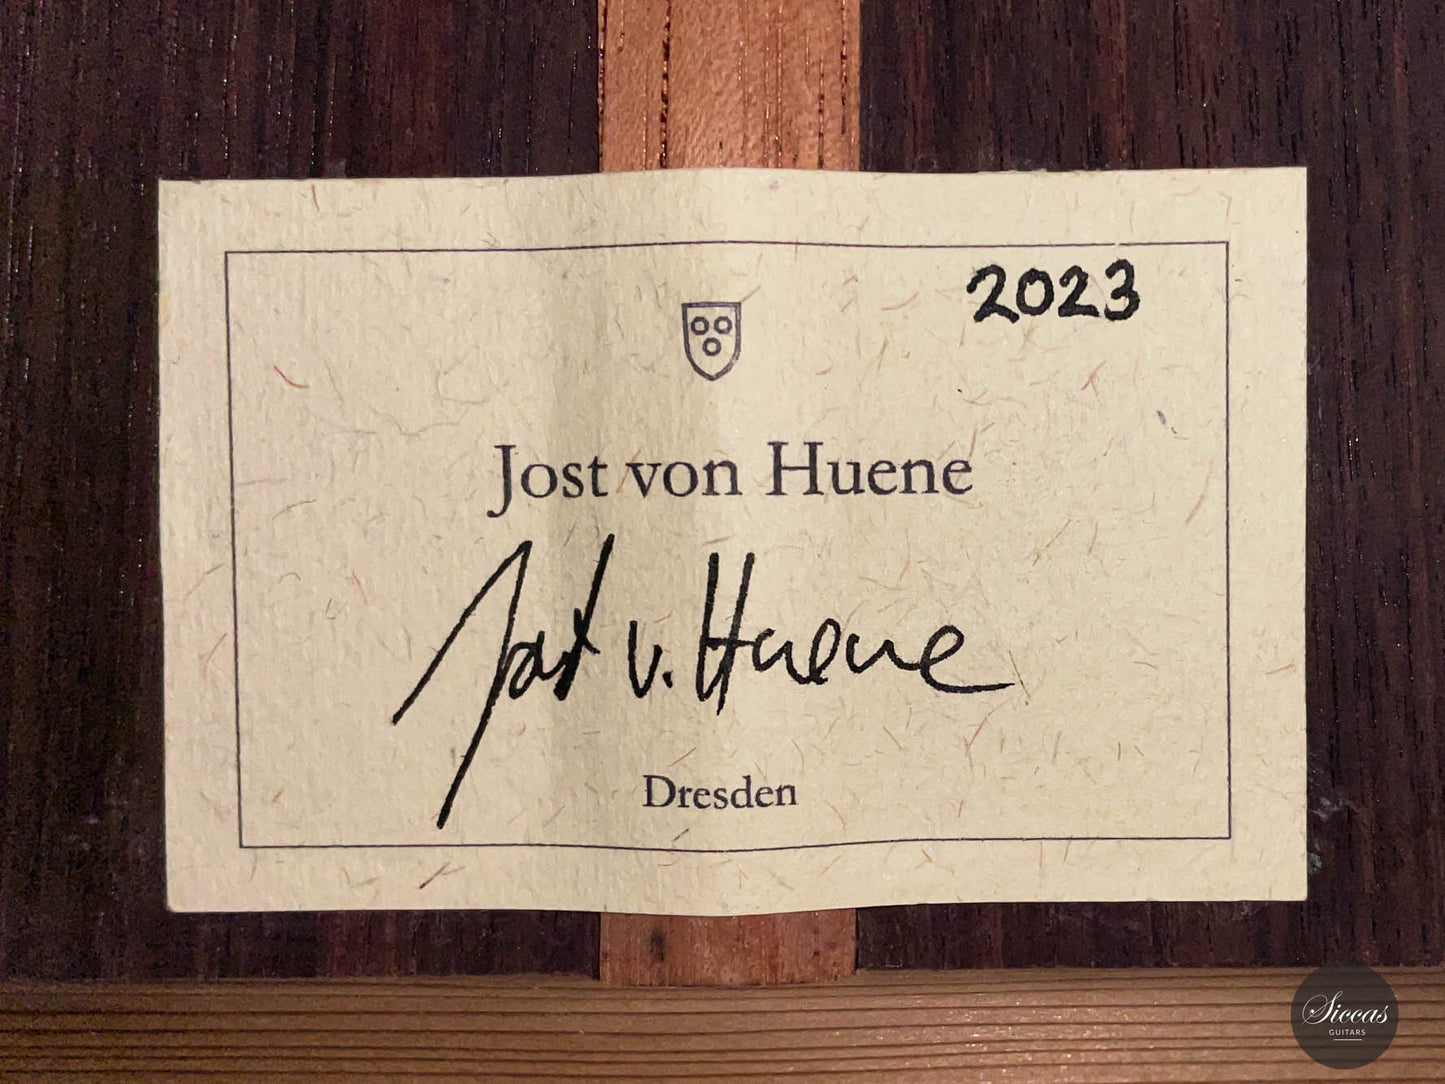 2023
Jost von Huene
Jost v. Huene
Dresden
Siccas
GUITARS